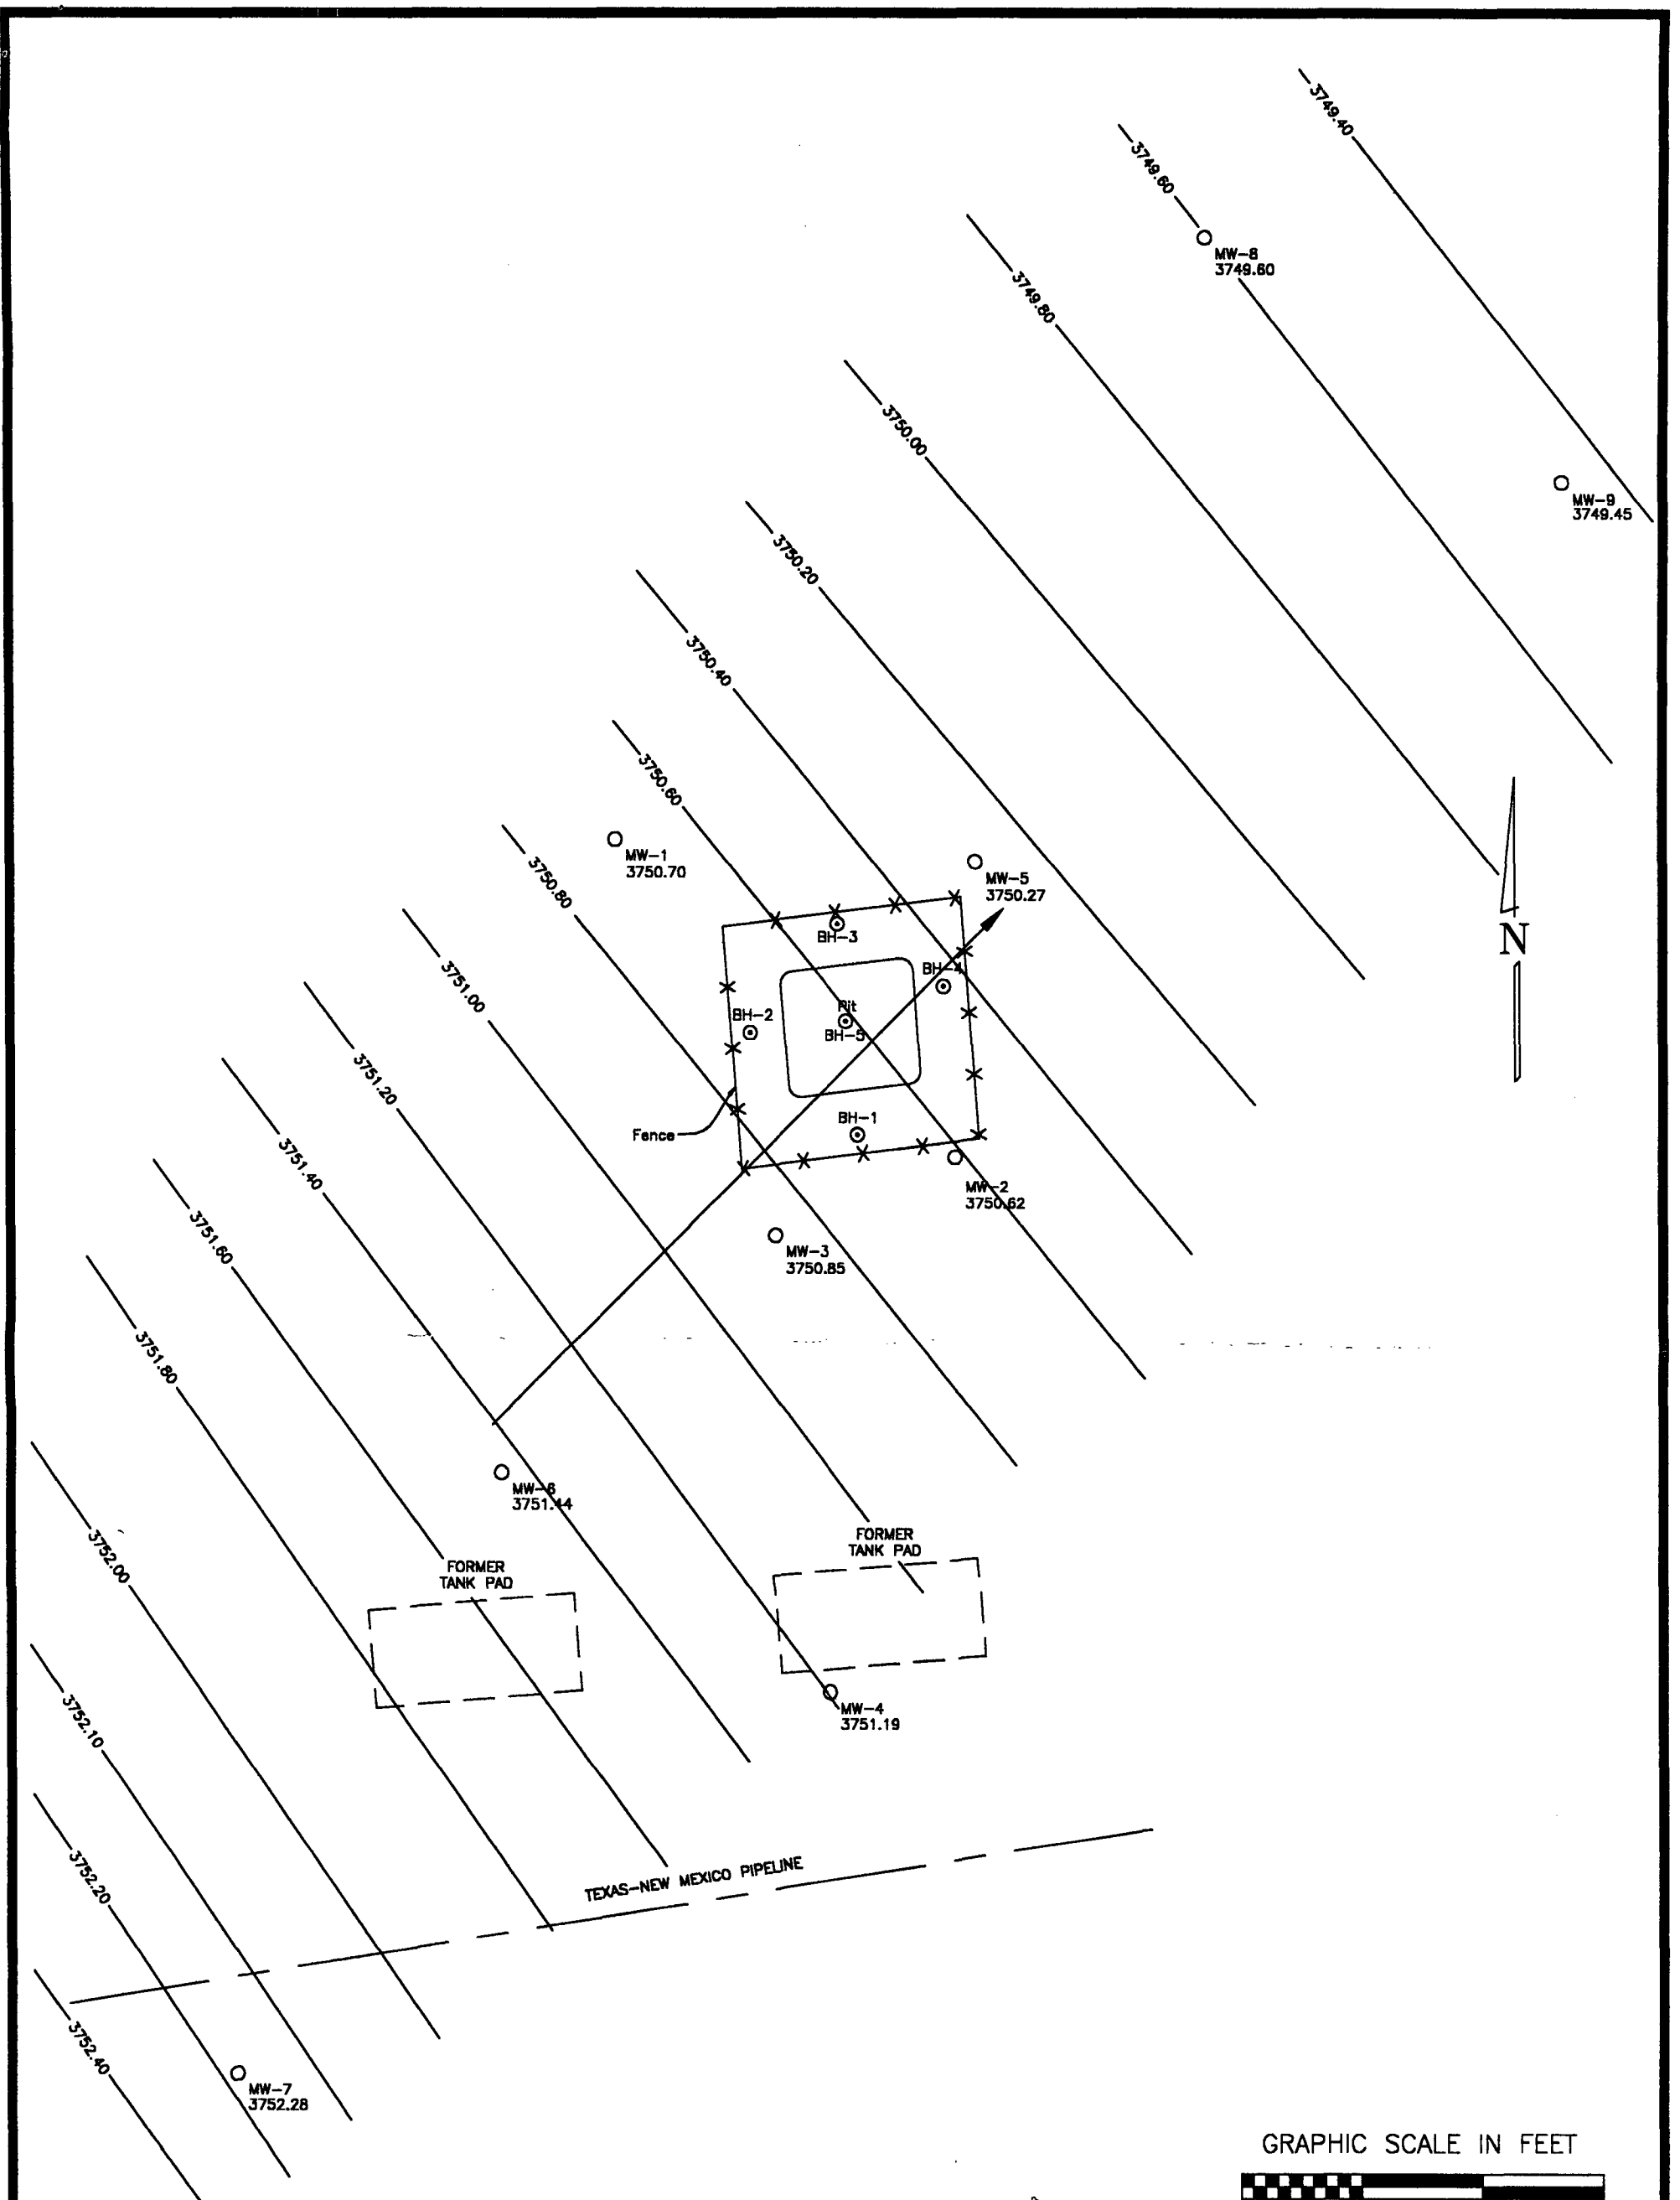 3749.40
3749.60
MW-8
3749.60
3749.80
3750.00
MW-9
3749.45
3750.20
3750.40
3750.60
MW-1
3750.70
MW-5
3750.27
3750.80
BH-3
N
3751.00
BH-4
Pit
BH-2
BH-5
3751.20
BH-1
Fence
3751.40
MW-2
3750.62
3751.60
MW-3
3750.85
3751.80
MW-6
3751.44
3752.00
FORMER
TANK PAD
FORMER
TANK PAD
3752.10
MW-4
3751.19
TEXAS-NEW MEXICO PIPELINE
3752.20
3752.40
MW-7
3752.28
GRAPHIC SCALE IN FEET